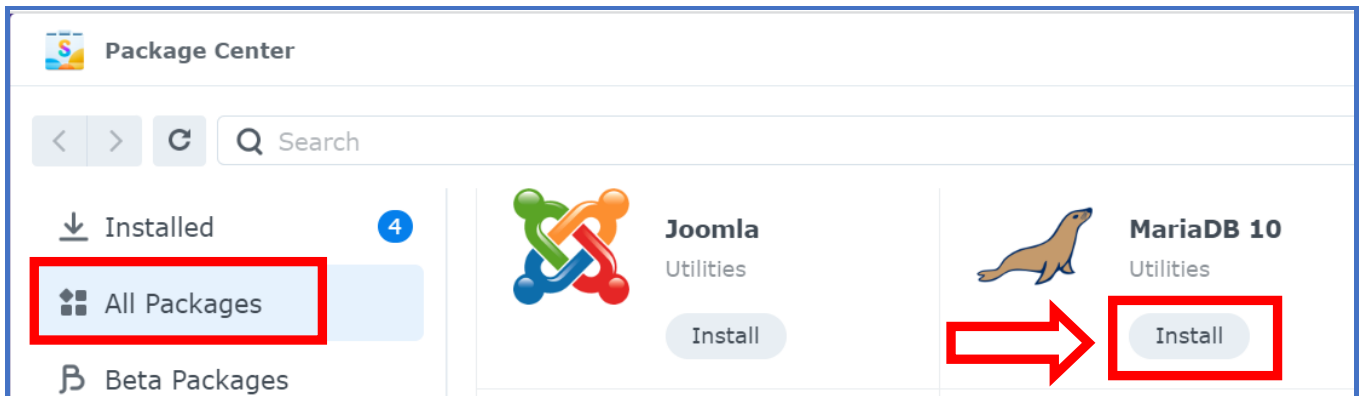 Package Center
Search
Installed
4
All Packages
Beta Packages
Joomla
Utilities
Install
MariaDB 10
Utilities
Install